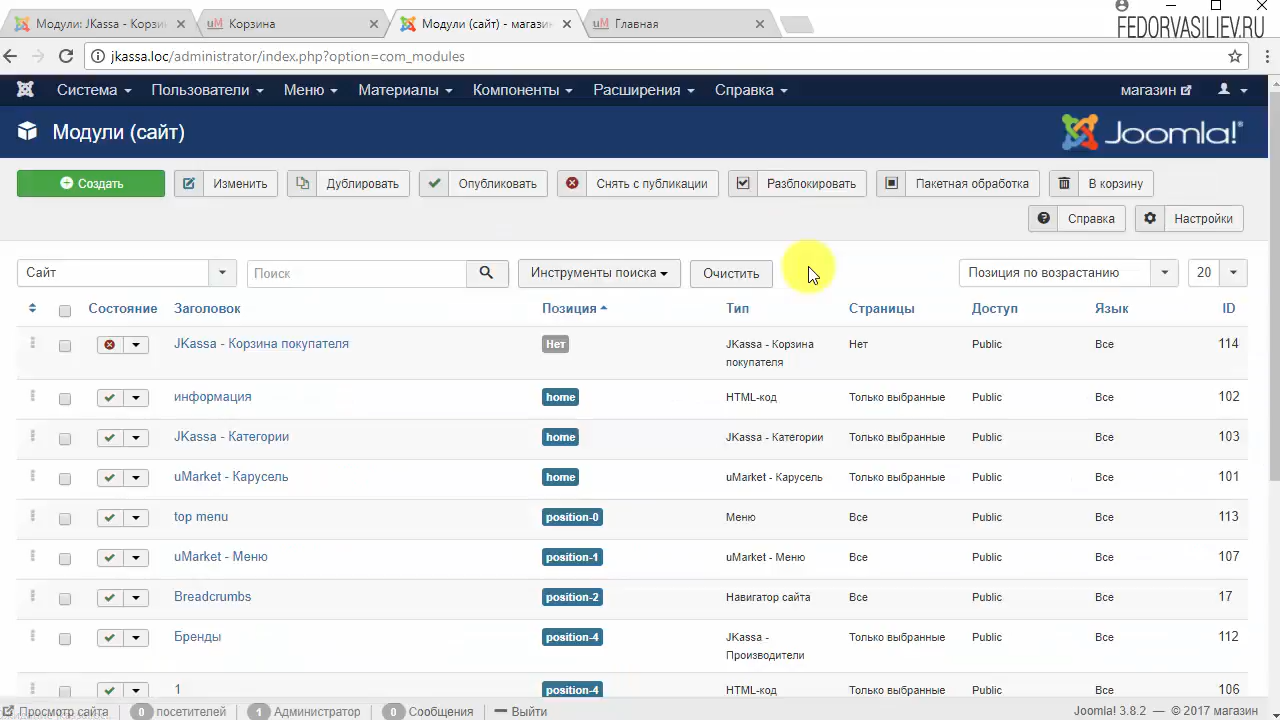 Модули: JKassa - Корзин
uM Корзина
Модули (сайт) - магазин
uM Главная
FEDORVASILIEV.RU
jkassa.loc/administrator/index.php?option=com_modules
Система Пользователи Меню Материалы Компоненты Расширения Справка магазин
Модули (сайт)
Joomla!®
Создать Изменить Дублировать Опубликовать Снять с публикации Разблокировать Пакетная обработка В корзину
Справка Настройки
Сайт Поиск Инструменты поиска Очистить Позиция по возрастанию 20
Состояние Заголовок Позиция Тип Страницы Доступ Язык ID
JKassa - Корзина покупателя Нет JKassa - Корзина Нет Public Все 114
покупателя
информация home HTML-код Только выбранные Public Все 102
JKassa - Категории home JKassa - Категории Только выбранные Public Все 103
uMarket - Карусель home uMarket - Карусель Только выбранные Public Все 101
top menu position-0 Меню Все Public Все 113
uMarket - Меню position-1 uMarket - Меню Все Public Все 107
Breadcrumbs position-2 Навигатор сайта Все Public Все 17
Бренды position-4 JKassa - Только выбранные Public Все 112
Производители
1 position-4 HTML-код Только выбранные Public Все 106
Просмотр сайта 0 посетителей 1 Администратор 0 Сообщения Выйти Joomla! 3.8.2 — © 2017 магазин